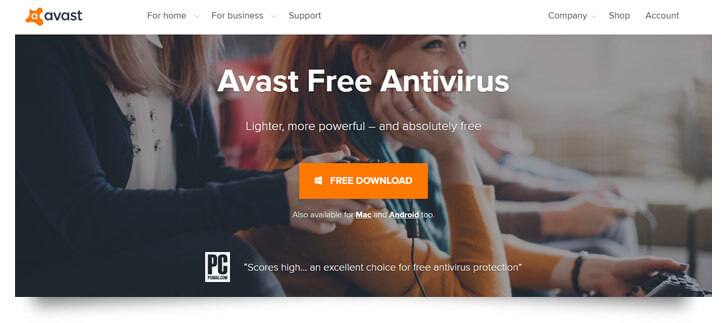 avast
For home
For business
Support
Company
Shop
Account
Avast Free Antivirus
Lighter, more powerful – and absolutely free
FREE DOWNLOAD
Also available for Mac and Android too.
PC
PCMAG.COM
"Scores high... an excellent choice for free antivirus protection"